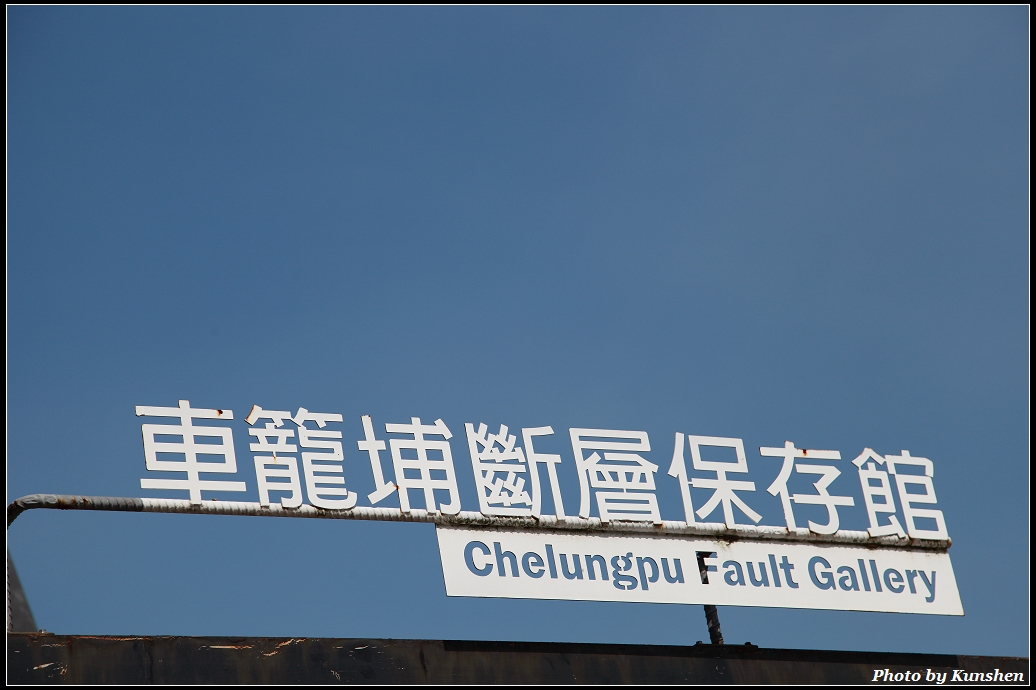 車籠埔斷層保存館
Chelungpu Fault Gallery
Photo by Kunshen